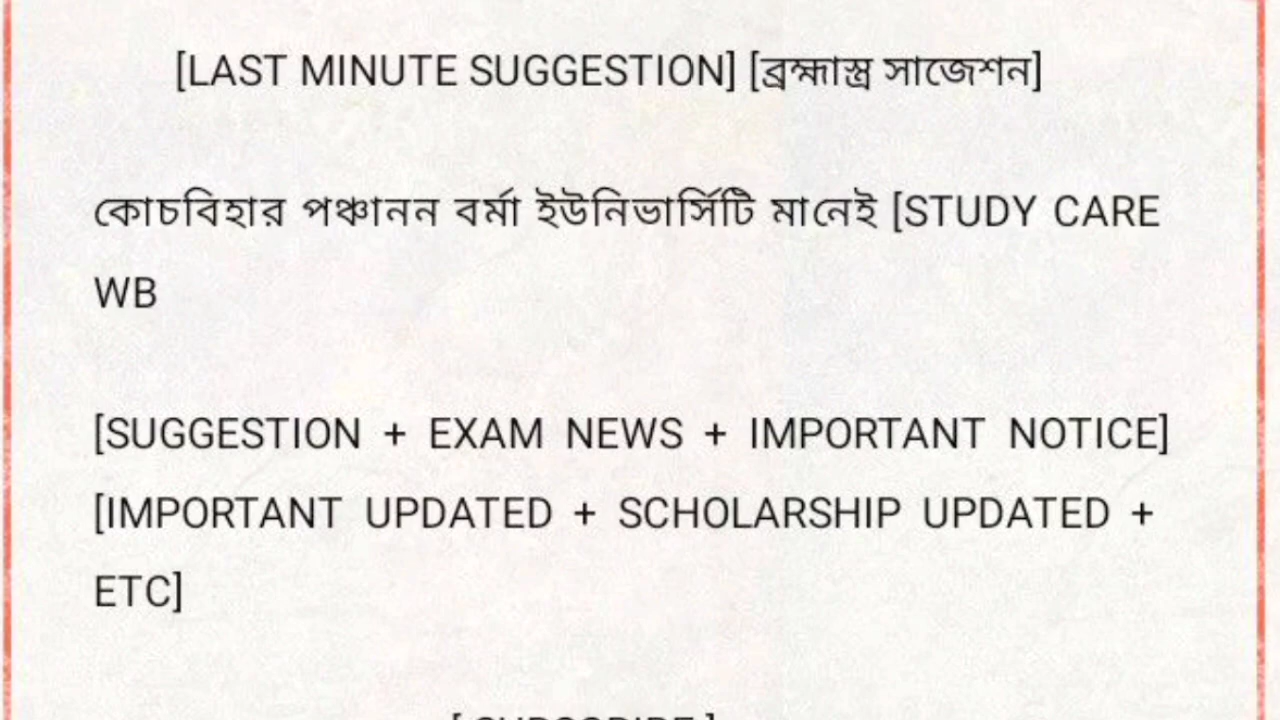 [LAST MINUTE SUGGESTION] [ব্রহ্মাস্ত্র সাজেশন]
কোচবিহার পঞ্চানন বর্মা ইউনিভার্সিটি মানেই [STUDY CARE
WB
[SUGGESTION + EXAM NEWS + IMPORTANT NOTICE]
[IMPORTANT UPDATED + SCHOLARSHIP UPDATED +
ETC]
[ SUBSCRIBE ]